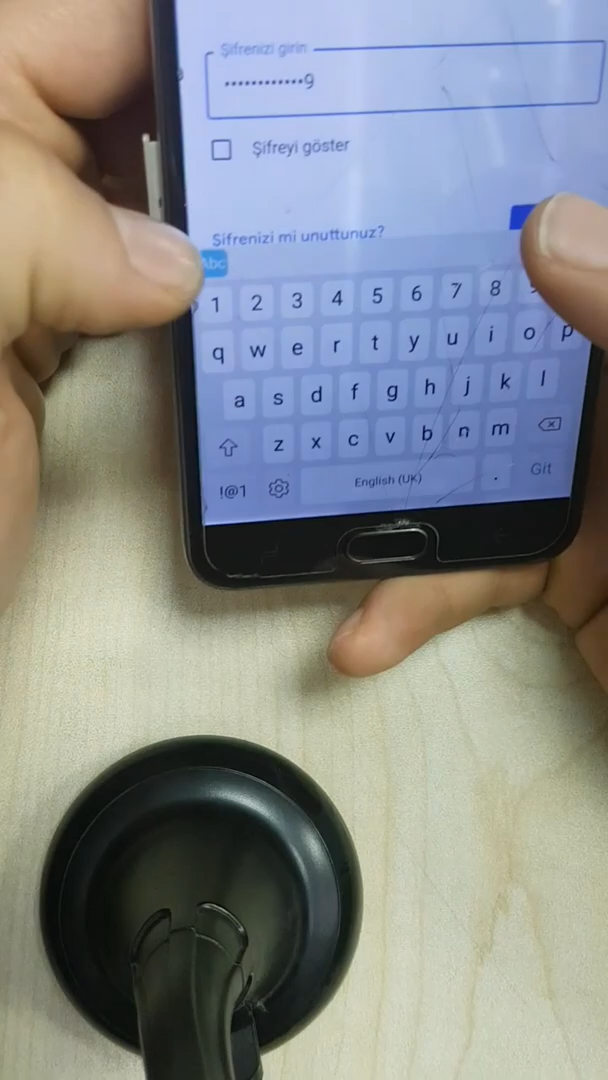 Şifrenizi girin
••••••••••••9
Şifreyi göster
Şifrenizi mi unuttunuz?
Abc
1 2 3 4 5 6 7 8
q w e r t y u i o p
a s d f g h j k l
z x c v b n m
!@1 English (UK) . Git